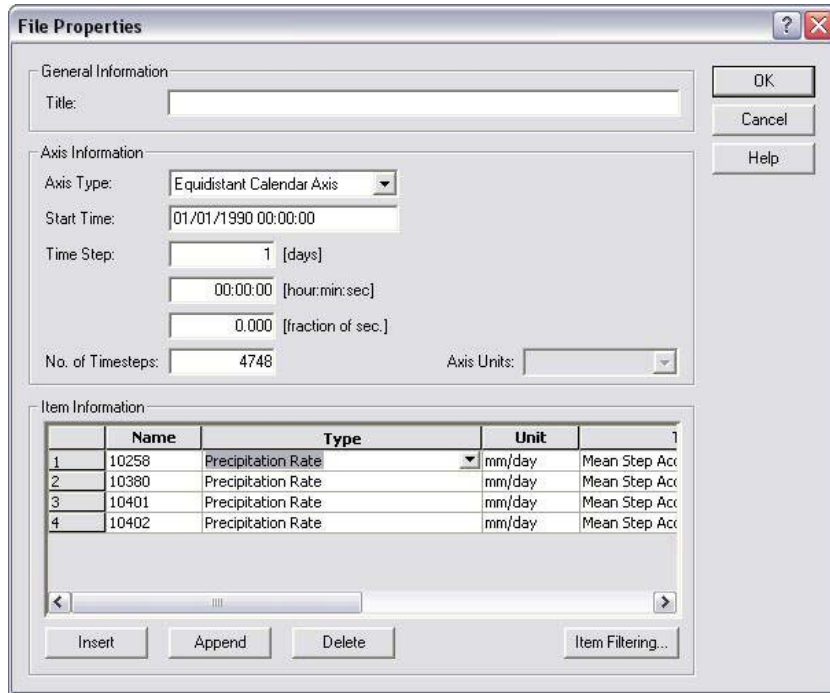 File Properties
General Information
OK
Title:
Cancel
Axis Information
Help
Axis Type: Equidistant Calendar Axis
Start Time: 01/01/1990 00:00:00
Time Step: 1 [days]
00:00:00 [hour:min:sec]
0.000 [fraction of sec.]
No. of Timesteps: 4748 Axis Units:
Item Information
Name Type Unit T
1 10258 Precipitation Rate mm/day Mean Step Acc
2 10380 Precipitation Rate mm/day Mean Step Acc
3 10401 Precipitation Rate mm/day Mean Step Acc
4 10402 Precipitation Rate mm/day Mean Step Acc
Insert Append Delete Item Filtering...